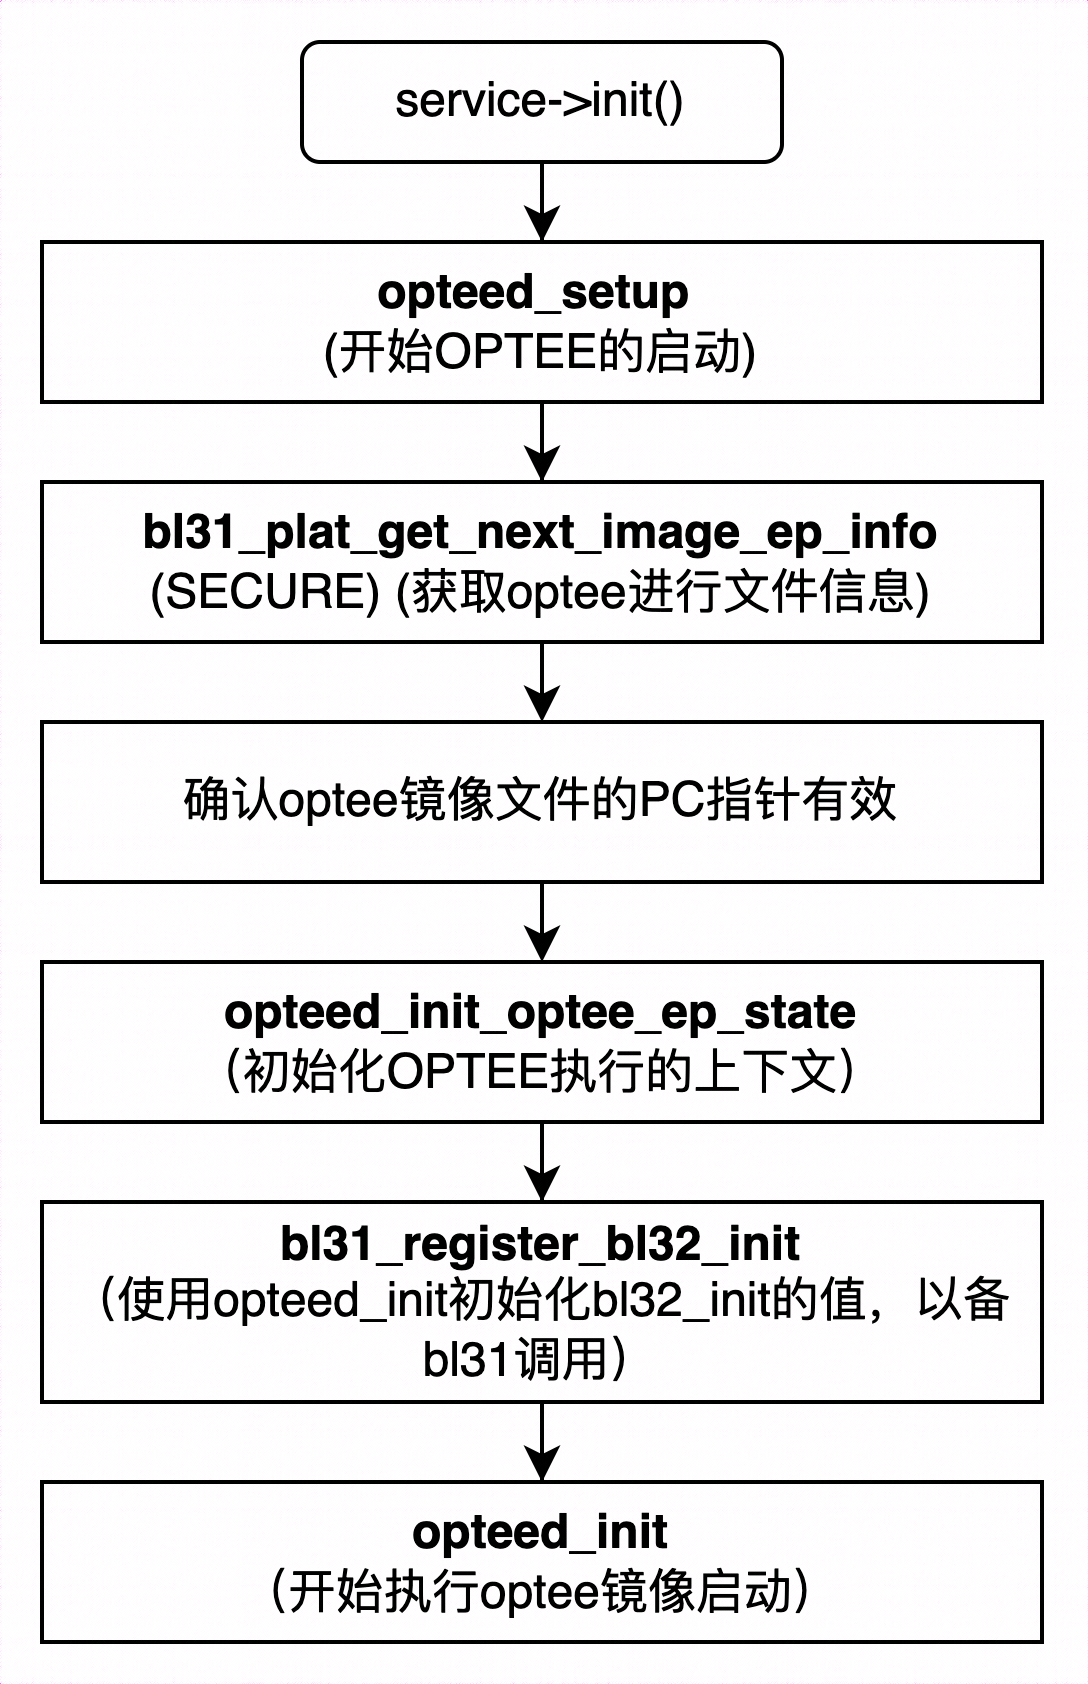 service->init()
opteed_setup
(开始OPTEE的启动)
bl31_plat_get_next_image_ep_info
(SECURE) (获取optee进行文件信息)
确认optee镜像文件的PC指针有效
opteed_init_optee_ep_state
（初始化OPTEE执行的上下文）
bl31_register_bl32_init
（使用opteed_init初始化bl32_init的值，以备
bl31调用）
opteed_init
（开始执行optee镜像启动）